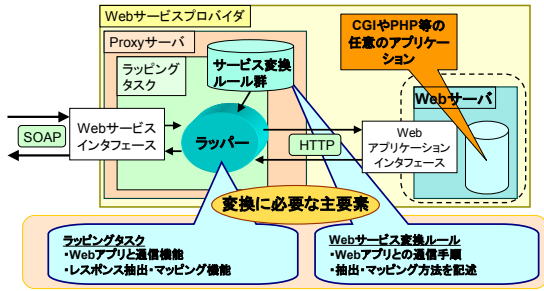 Webサービスプロバイダ
Proxyサーバ
ラッピング
タスク
サービス変換
ルール群
CGIやPHP等の
任意のアプリケー
ション
Webサーバ
SOAP
Webサービス
インタフェース
ラッパー
HTTP
Web
アプリケーション
インタフェース
変換に必要な主要素
ラッピングタスク
・Webアプリと通信機能
・レスポンス抽出・マッピング機能
Webサービス変換ルール
・Webアプリとの通信手順
・抽出・マッピング方法を記述